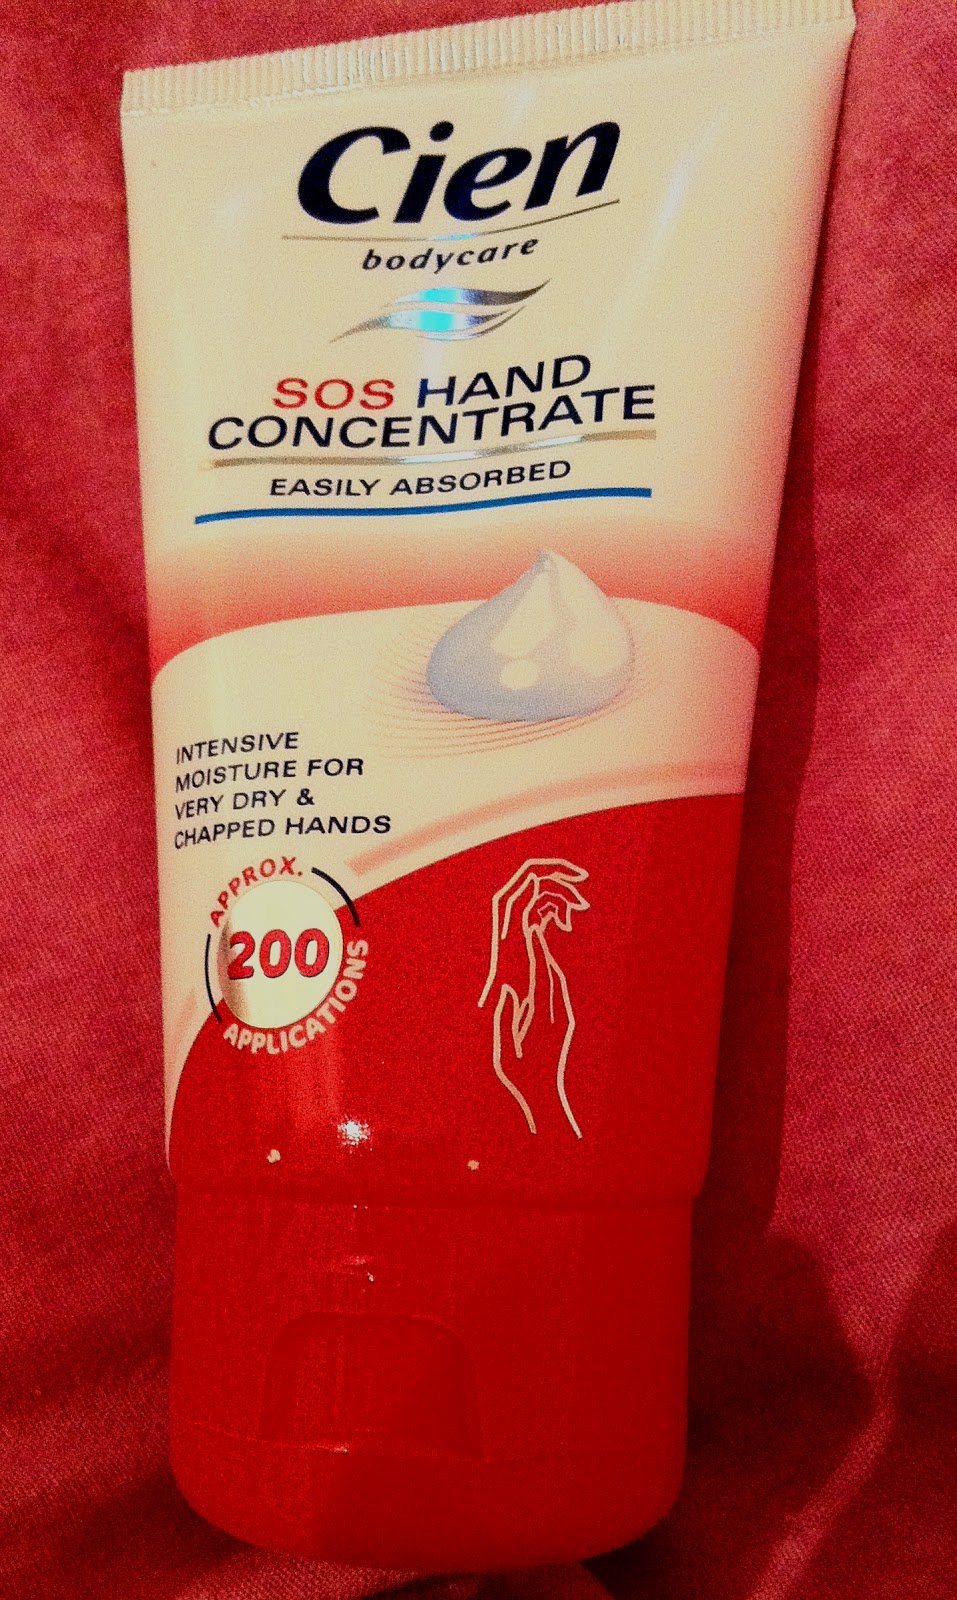 Cien
bodycare
SOS HAND
CONCENTRATE
EASILY ABSORBED
INTENSIVE
MOISTURE FOR
VERY DRY &
CHAPPED HANDS
APPROX.
200
APPLICATIONS